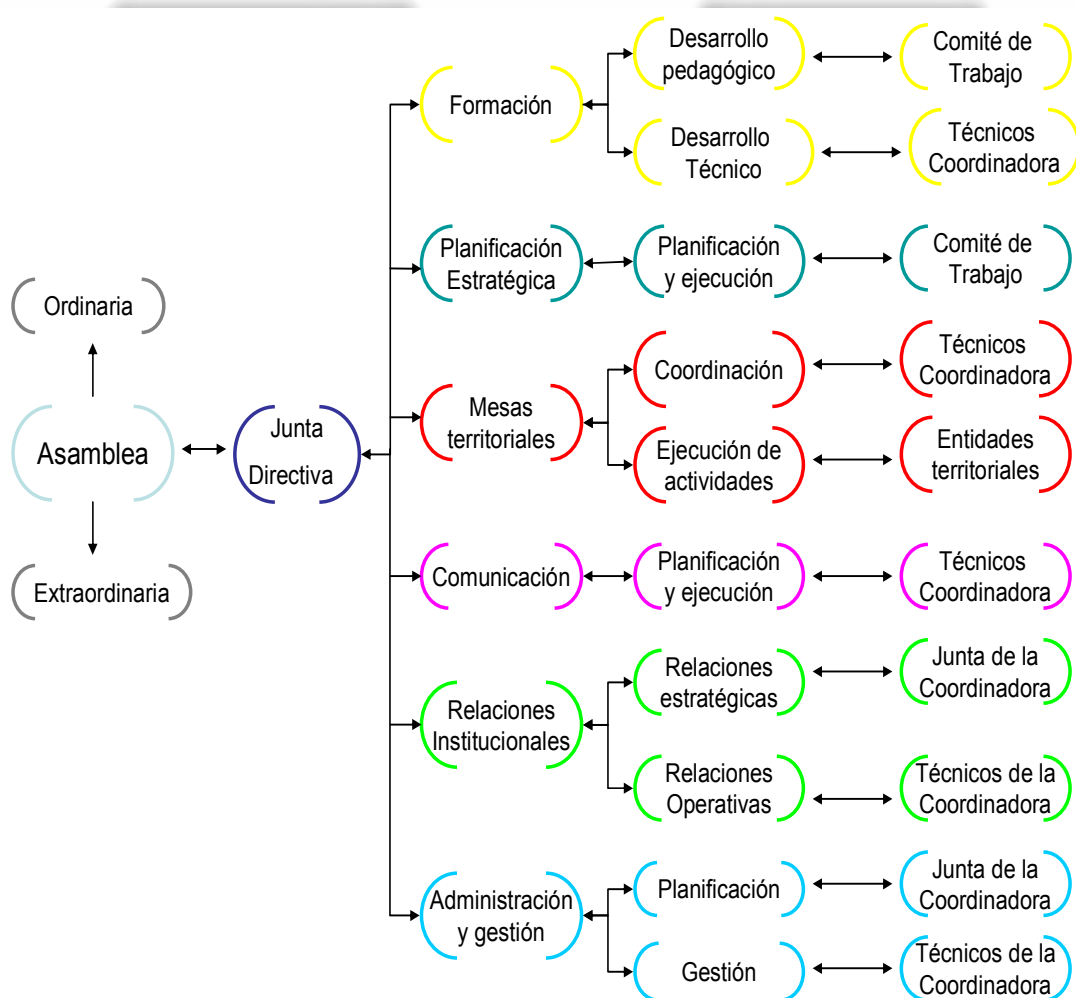 Ordinaria
Asamblea
Extraordinaria
Junta
Directiva
Formación
Desarrollo
pedagógico
Comité de
Trabajo
Desarrollo
Técnico
Técnicos
Coordinadora
Planificación
Estratégica
Planificación
y ejecución
Comité de
Trabajo
Mesas
territoriales
Coordinación
Técnicos
Coordinadora
Ejecución de
actividades
Entidades
territoriales
Comunicación
Planificación
y ejecución
Técnicos
Coordinadora
Relaciones
Institucionales
Relaciones
estratégicas
Junta de la
Coordinadora
Relaciones
Operativas
Técnicos de la
Coordinadora
Administración
y gestión
Planificación
Junta de la
Coordinadora
Gestión
Técnicos de la
Coordinadora